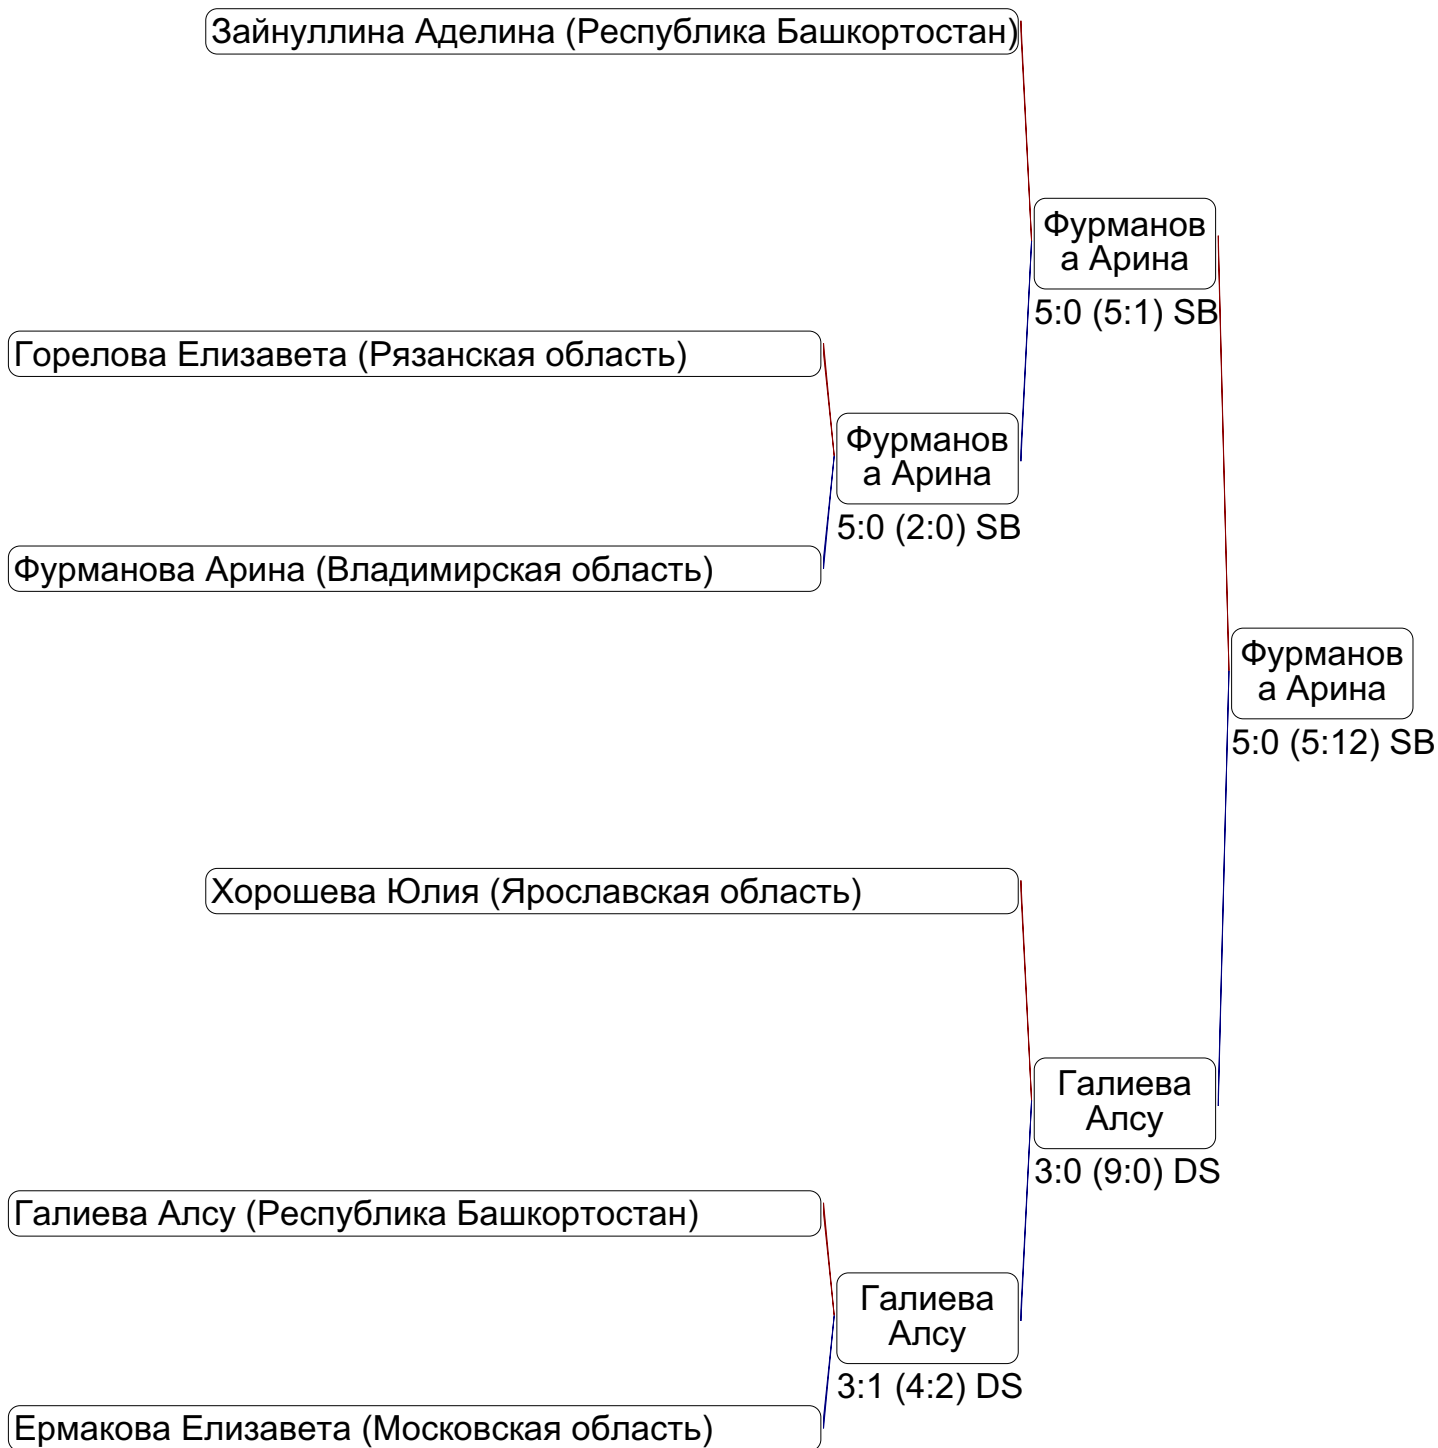 Зайнуллина Аделина (Республика Башкортостан)
Фурманов
а Арина
5:0 (5:1) SB
Горелова Елизавета (Рязанская область)
Фурманов
а Арина
5:0 (2:0) SB
Фурманова Арина (Владимирская область)
Фурманов
а Арина
5:0 (5:12) SB
Хорошева Юлия (Ярославская область)
Галиева
Алсу
3:0 (9:0) DS
Галиева Алсу (Республика Башкортостан)
Галиева
Алсу
3:1 (4:2) DS
Ермакова Елизавета (Московская область)